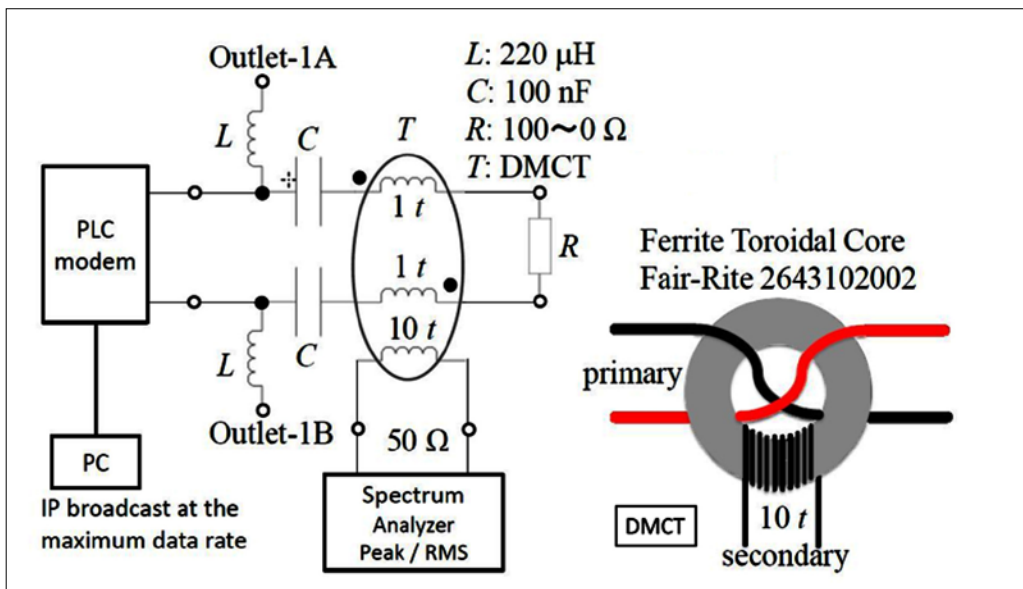 Outlet-1A
L: 220 μH
C: 100 nF
R: 100〜0 Ω
T: DMCT
L
C
T
1 t
PLC
modem
R
1 t
10 t
L
C
Outlet-1B
50 Ω
PC
IP broadcast at the
maximum data rate
Spectrum
Analyzer
Peak / RMS
Ferrite Toroidal Core
Fair-Rite 2643102002
primary
10 t
DMCT
secondary